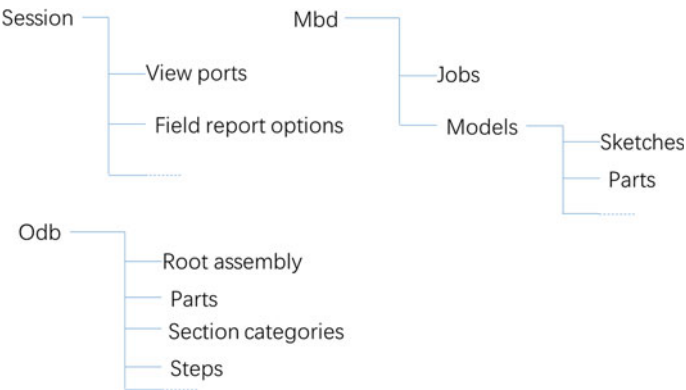 Session
View ports
Field report options
Mbd
Jobs
Models
Sketches
Parts
Odb
Root assembly
Parts
Section categories
Steps